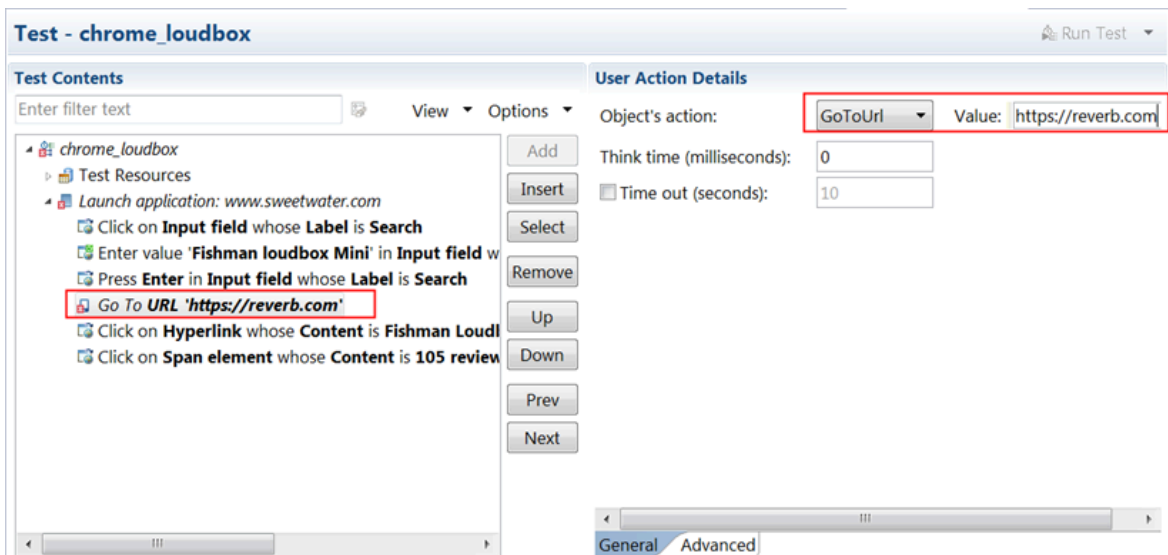 Test - chrome_loudbox
Run Test
Test Contents
Enter filter text
View
Options
chrome_loudbox
Test Resources
Launch application: www.sweetwater.com
Click on Input field whose Label is Search
Enter value 'Fishman loudbox Mini' in Input field w
Press Enter in Input field whose Label is Search
Go To URL 'https://reverb.com'
Click on Hyperlink whose Content is Fishman Loudl
Click on Span element whose Content is 105 review
Add
Insert
Select
Remove
Up
Down
Prev
Next
User Action Details
Object's action: GoToUrl Value: https://reverb.com
Think time (milliseconds): 0
Time out (seconds): 10
General Advanced